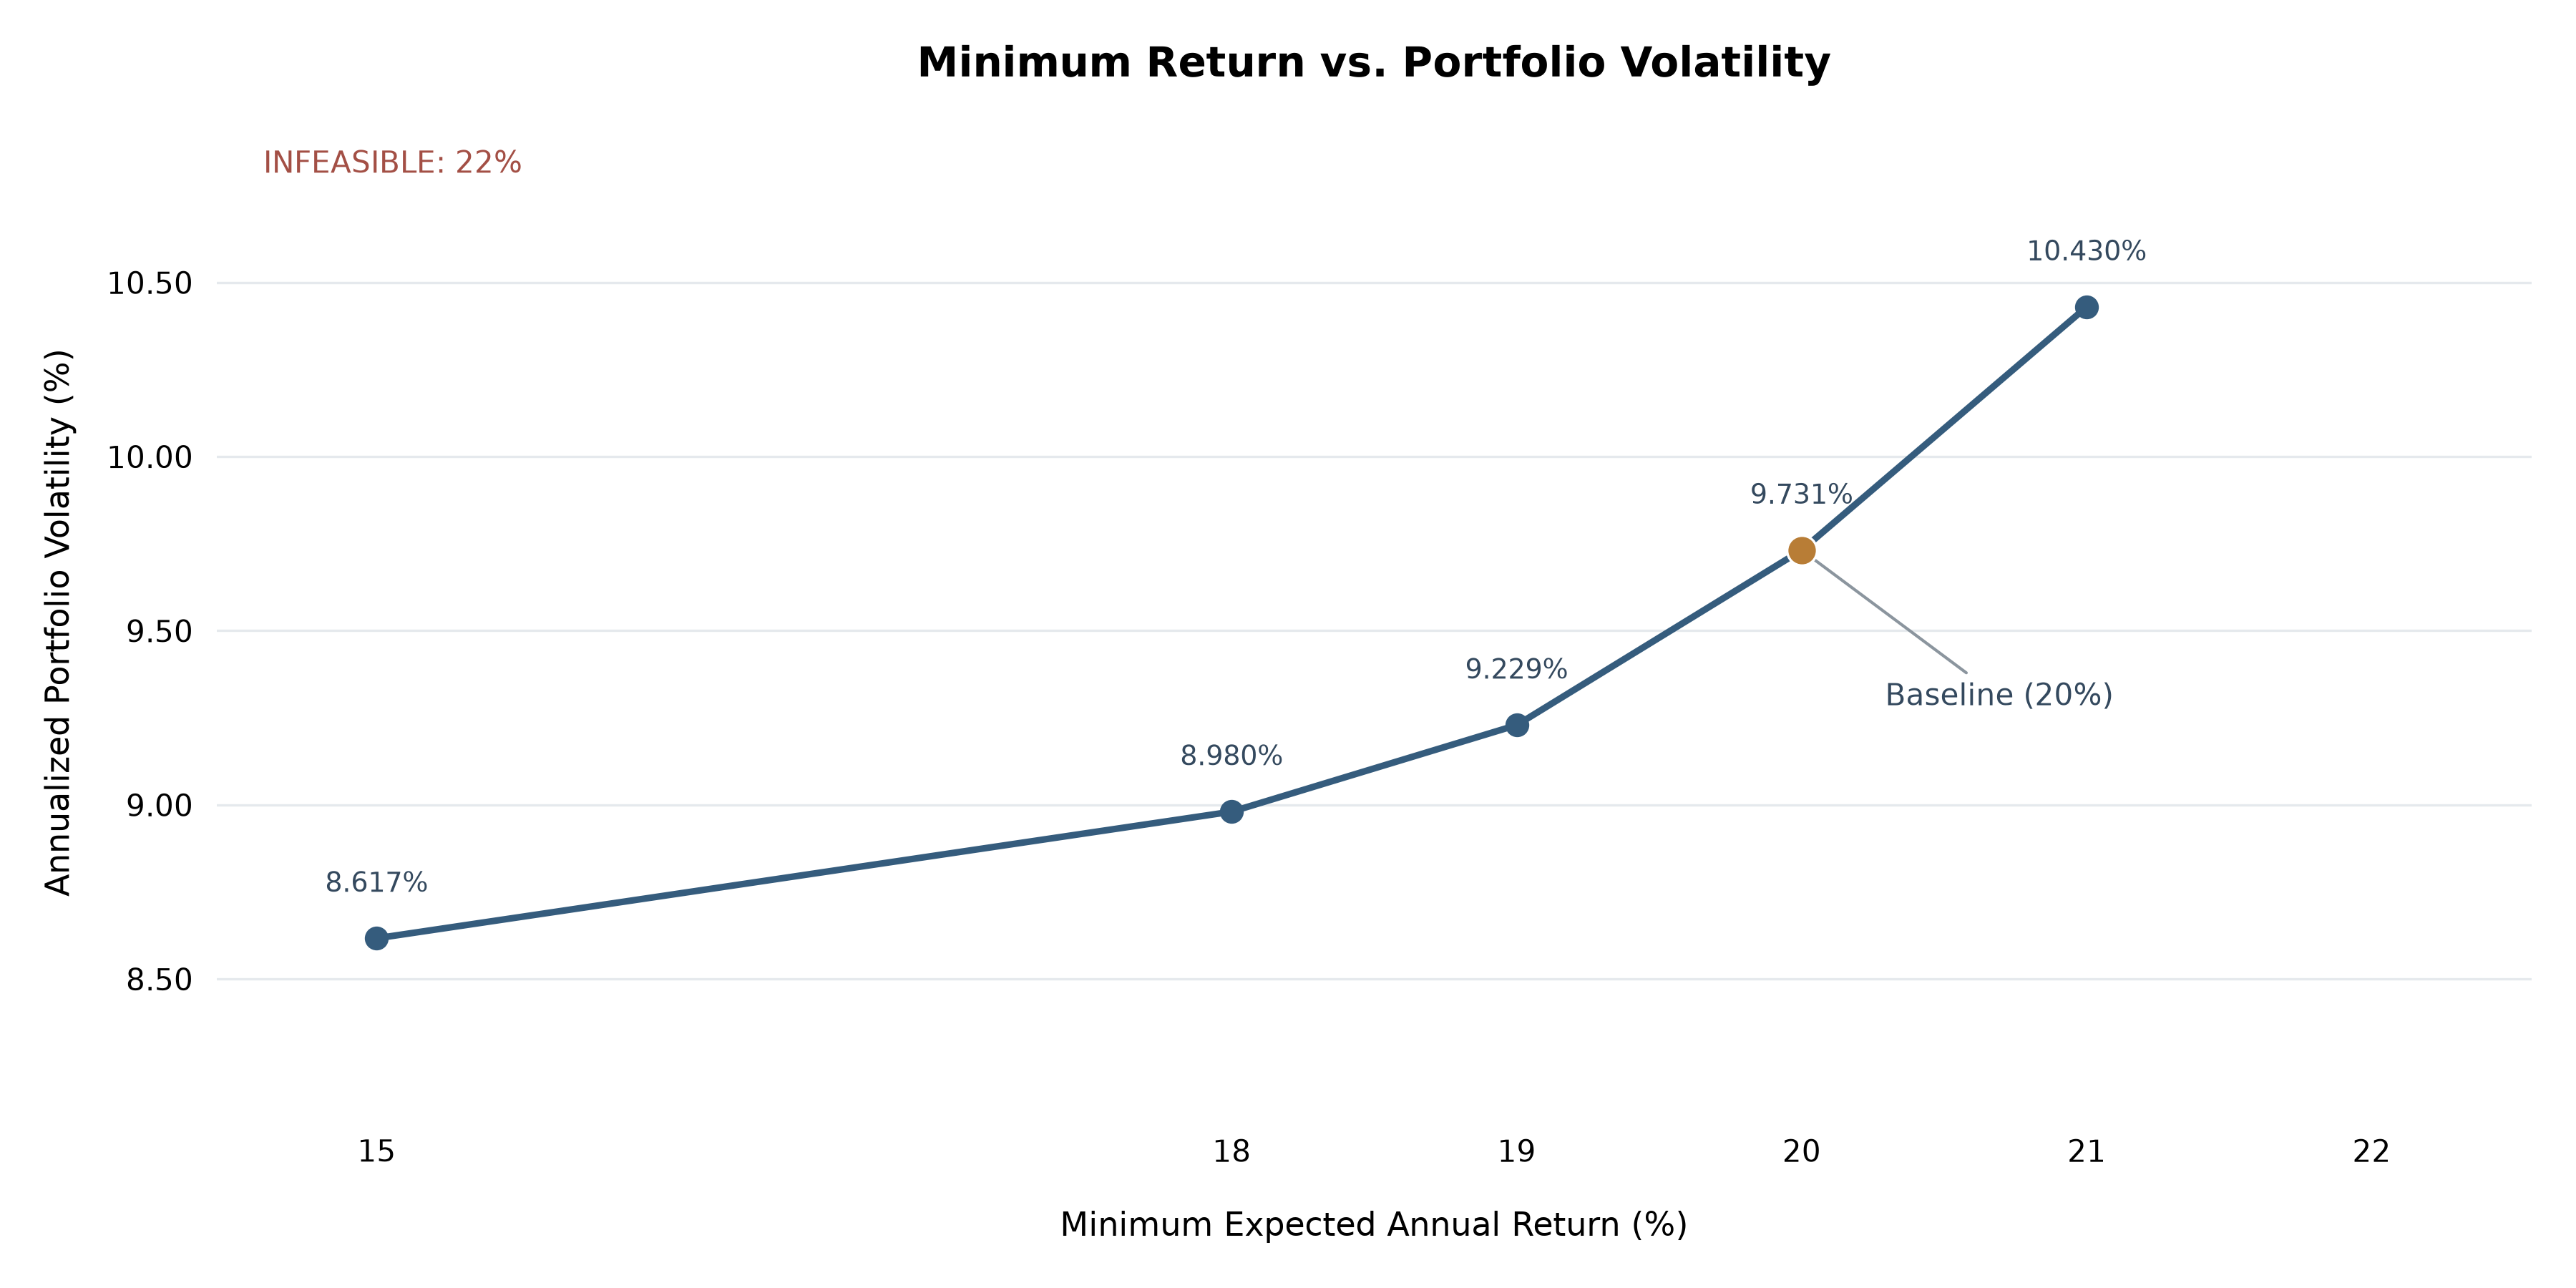 Minimum Return vs. Portfolio Volatility
INFEASIBLE: 22%
10.430%
10.50
10.00
9.731%
9.50
9.229%
Baseline (20%)
8.980%
9.00
8.617%
8.50
Annualized Portfolio Volatility (%)
15 18 19 20 21 22
Minimum Expected Annual Return (%)